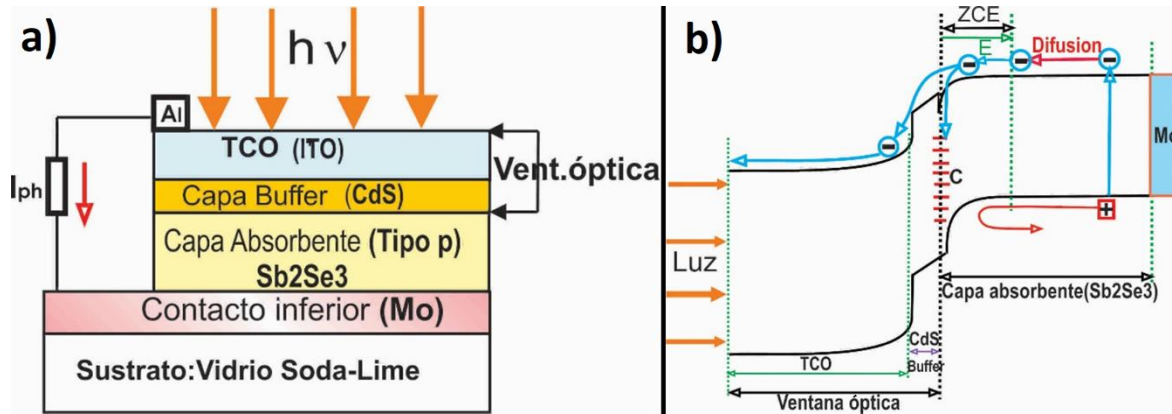 a)
h ν
Al
TCO (ITO)
Vent.óptica
Iph
Capa Buffer (CdS)
Capa Absorbente (Tipo p)
Sb2Se3
Contacto inferior (Mo)
Sustrato:Vidrio Soda-Lime
b)
ZCE
E
Difusion
Mo
C
Luz
Capa absorbente(Sb2Se3)
CdS
Buffer
TCO
Ventana óptica